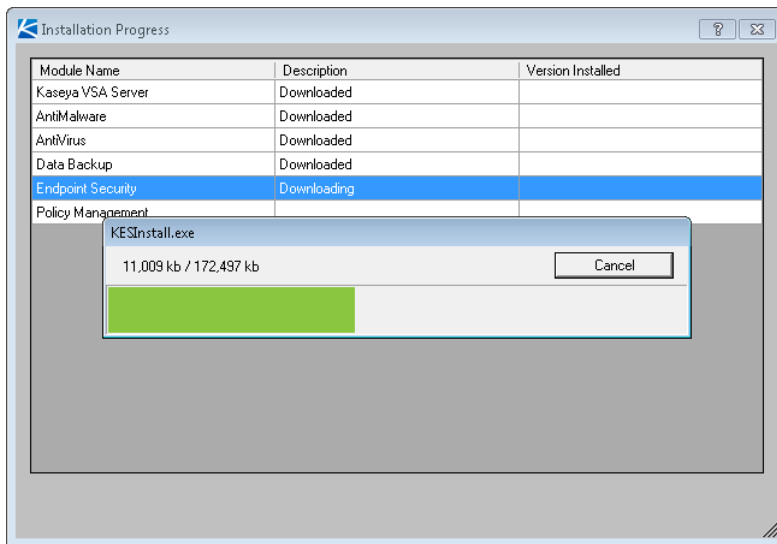 Installation Progress
Module Name Description Version Installed
Kaseya VSA Server Downloaded
AntiMalware Downloaded
AntiVirus Downloaded
Data Backup Downloaded
Endpoint Security Downloading
Policy Management
KESInstall.exe
11,009 kb / 172,497 kb Cancel